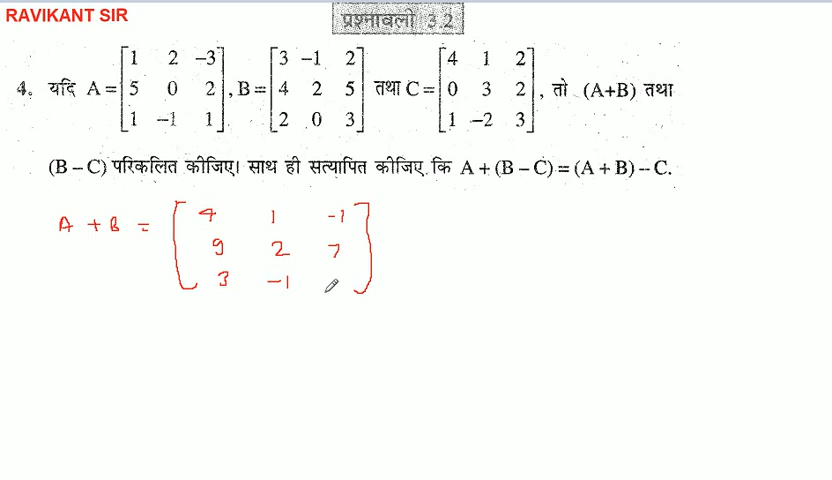 RAVIKANT SIR
प्रश्नावली 3.2
4. यदि A = [1 2 −3 5 0 2 1 −1 1], B = [3 −1 2 4 2 5 2 0 3] तथा C = [4 1 2 0 3 2 1 −2 3], तो (A+B) तथा
(B – C) परिकलित कीजिए। साथ ही सत्यापित कीजिए कि A + (B – C) = (A + B) – C.
A + B = [4 1 -1
9 2 7
3 -1 ]